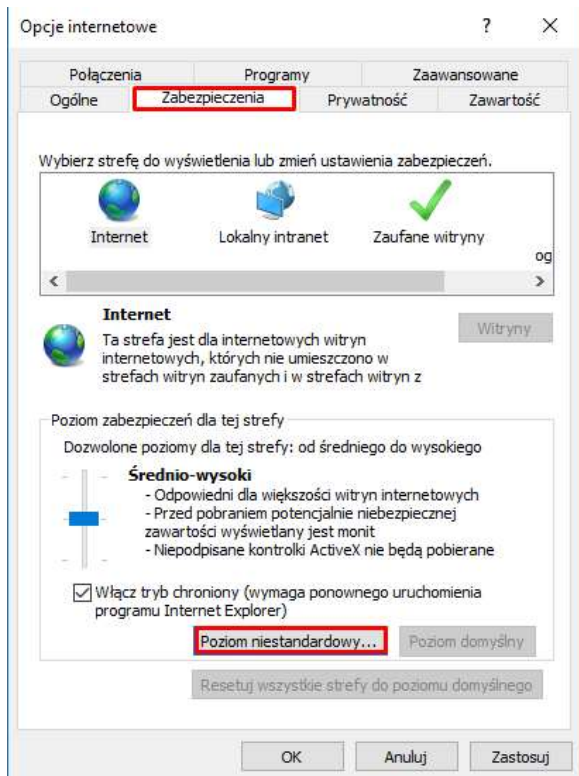 Opcje internetowe
?
Połączenia Programy Zaawansowane
Ogólne Zabezpieczenia Prywatność Zawartość
Wybierz strefę do wyświetlenia lub zmień ustawienia zabezpieczeń.
Internet Lokalny intranet Zaufane witryny
og
Internet
Witryny
Ta strefa jest dla internetowych witryn
internetowych, których nie umieszczono w
strefach witryn zaufanych i w strefach witryn z
Poziom zabezpieczeń dla tej strefy
Dozwolone poziomy dla tej strefy: od średniego do wysokiego
Średnio-wysoki
- Odpowiedni dla większości witryn internetowych
- Przed pobraniem potencjalnie niebezpiecznej
zawartości wyświetlany jest monit
- Niepodpisane kontrolki ActiveX nie będą pobierane
Włącz tryb chroniony (wymaga ponownego uruchomienia
programu Internet Explorer)
Poziom niestandardowy... Poziom domyślny
Resetuj wszystkie strefy do poziomu domyślnego
OK Anuluj Zastosuj